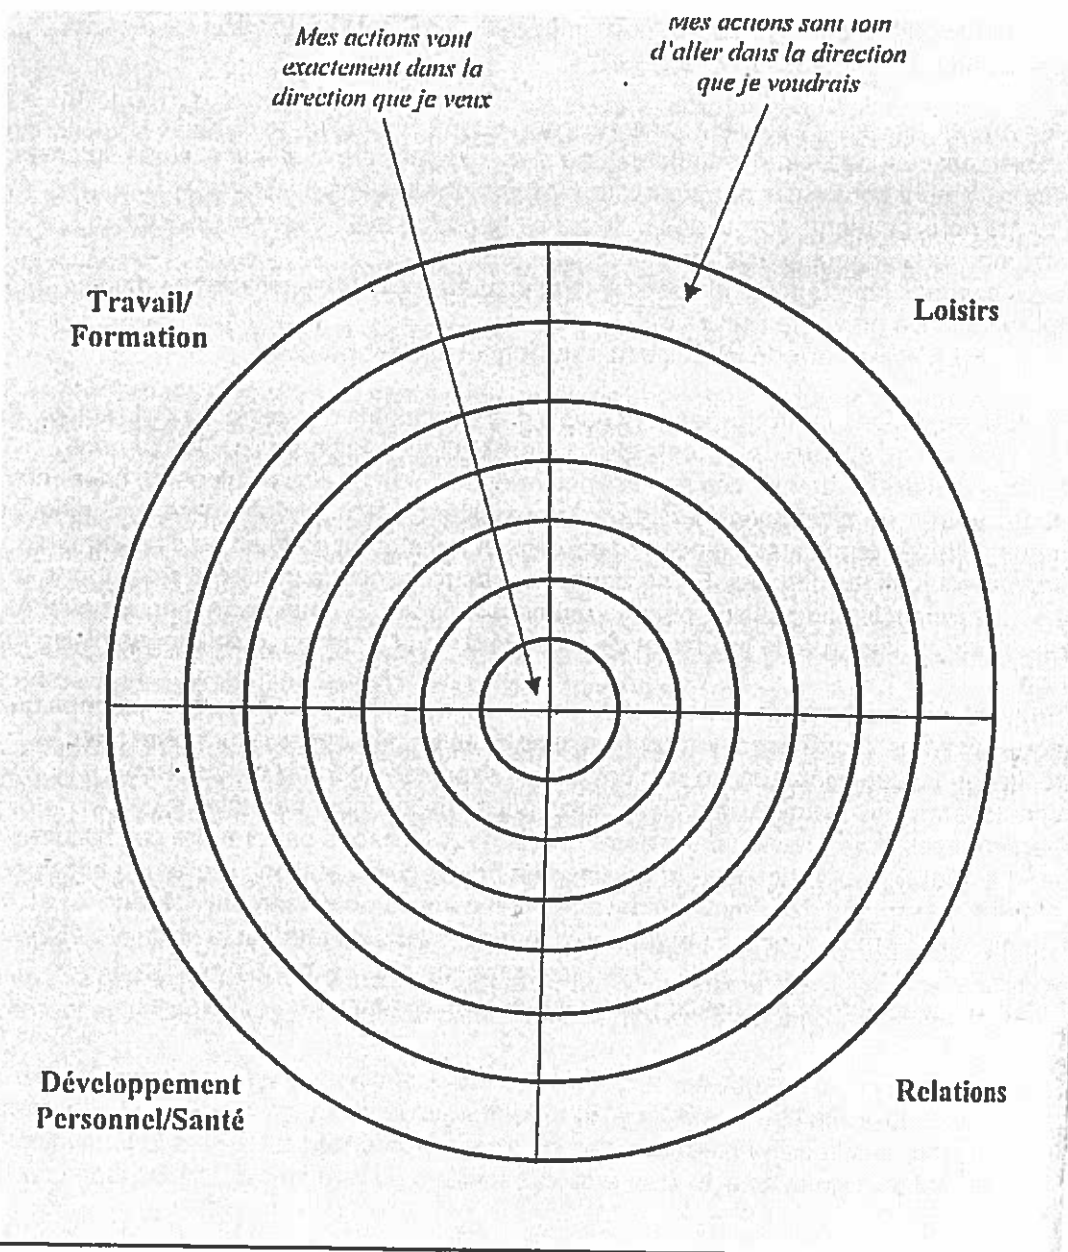 Mes actions vont
exactement dans la
direction que je veux
Mes actions sont loin
d'aller dans la direction
que je voudrais
Travail/
Formation
Loisirs
Développement
Personnel/Santé
Relations